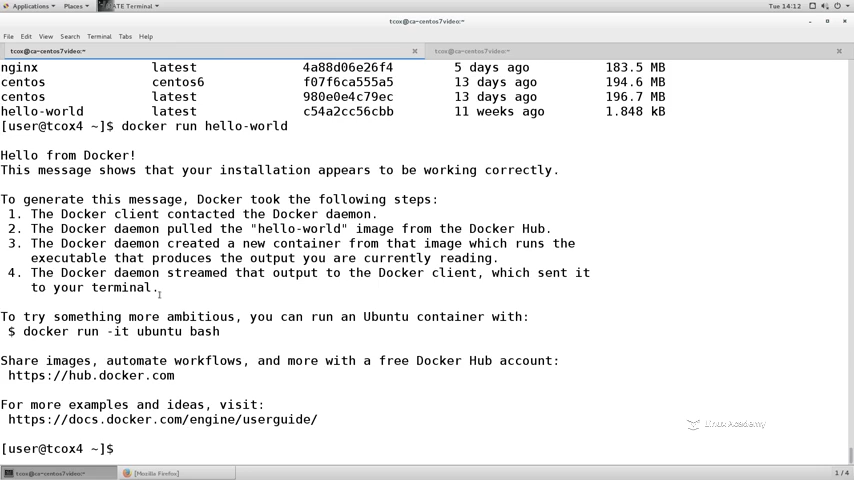 Applications Places MATE Terminal Tue 14:12
tcox@ca-centos7video:~
File Edit View Search Terminal Tabs Help
tcox@ca-centos7video:~ tcox@ca-centos7video:~
nginx latest 4a88d06e26f4 5 days ago 183.5 MB
centos centos6 f07f6ca555a5 13 days ago 194.6 MB
centos latest 980e0e4c79ec 13 days ago 196.7 MB
hello-world latest c54a2cc56cbb 11 weeks ago 1.848 kB
[user@tcox4 ~]$ docker run hello-world
Hello from Docker!
This message shows that your installation appears to be working correctly.
To generate this message, Docker took the following steps:
1. The Docker client contacted the Docker daemon.
2. The Docker daemon pulled the "hello-world" image from the Docker Hub.
3. The Docker daemon created a new container from that image which runs the
executable that produces the output you are currently reading.
4. The Docker daemon streamed that output to the Docker client, which sent it
to your terminal.
To try something more ambitious, you can run an Ubuntu container with:
$ docker run -it ubuntu bash
Share images, automate workflows, and more with a free Docker Hub account:
https://hub.docker.com
For more examples and ideas, visit:
https://docs.docker.com/engine/userguide/
[user@tcox4 ~]$
Linux Academy
tcox@ca-centos7video:~ [Mozilla Firefox] 1 / 4